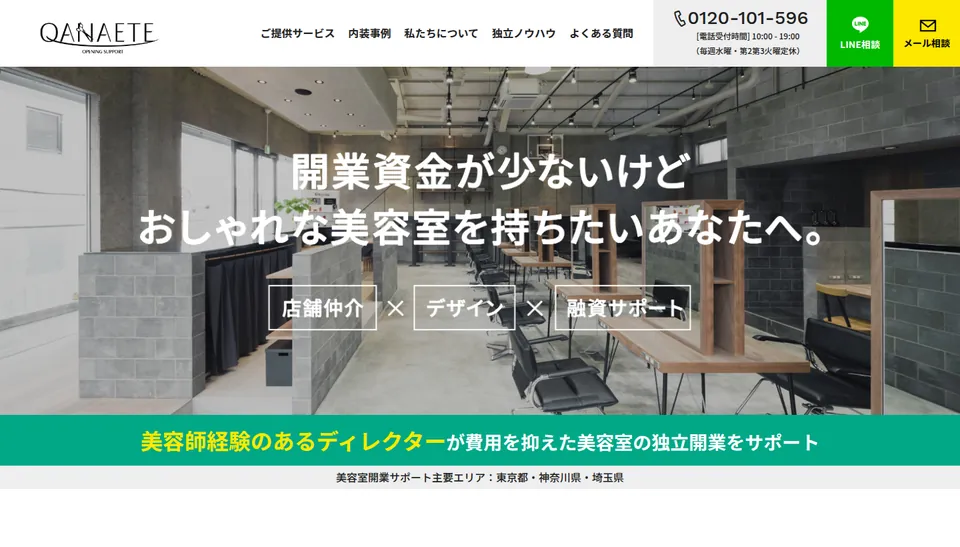 QANAETE
OPENING SUPPORT
ご提供サービス 内装事例 私たちについて 独立ノウハウ よくある質問
0120-101-596
[電話受付時間] 10:00 - 19:00
（毎週水曜・第2第3火曜定休）
LINE
LINE相談
メール相談
開業資金が少ないけど
おしゃれな美容室を持ちたいあなたへ。
店舗仲介 × デザイン × 融資サポート
美容師経験のあるディレクターが費用を抑えた美容室の独立開業をサポート
美容室開業サポート主要エリア：東京都・神奈川県・埼玉県